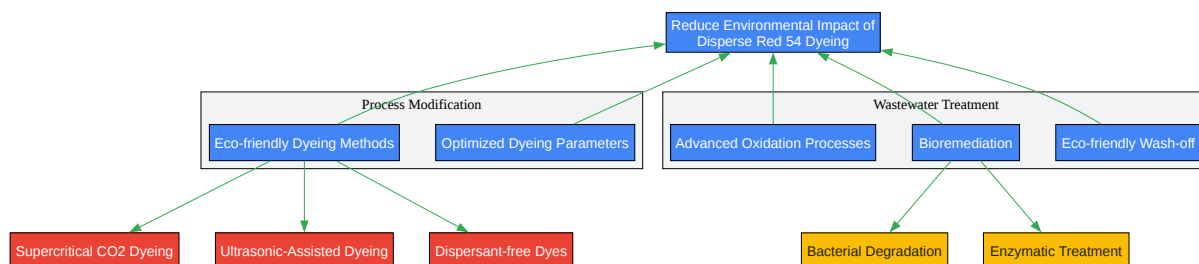 Reduce Environmental Impact of
Disperse Red 54 Dyeing
Process Modification
Wastewater Treatment
Eco-friendly Dyeing Methods
Optimized Dyeing Parameters
Advanced Oxidation Processes
Bioremediation
Eco-friendly Wash-off
Supercritical CO2 Dyeing
Ultrasonic-Assisted Dyeing
Dispersant-free Dyes
Bacterial Degradation
Enzymatic Treatment